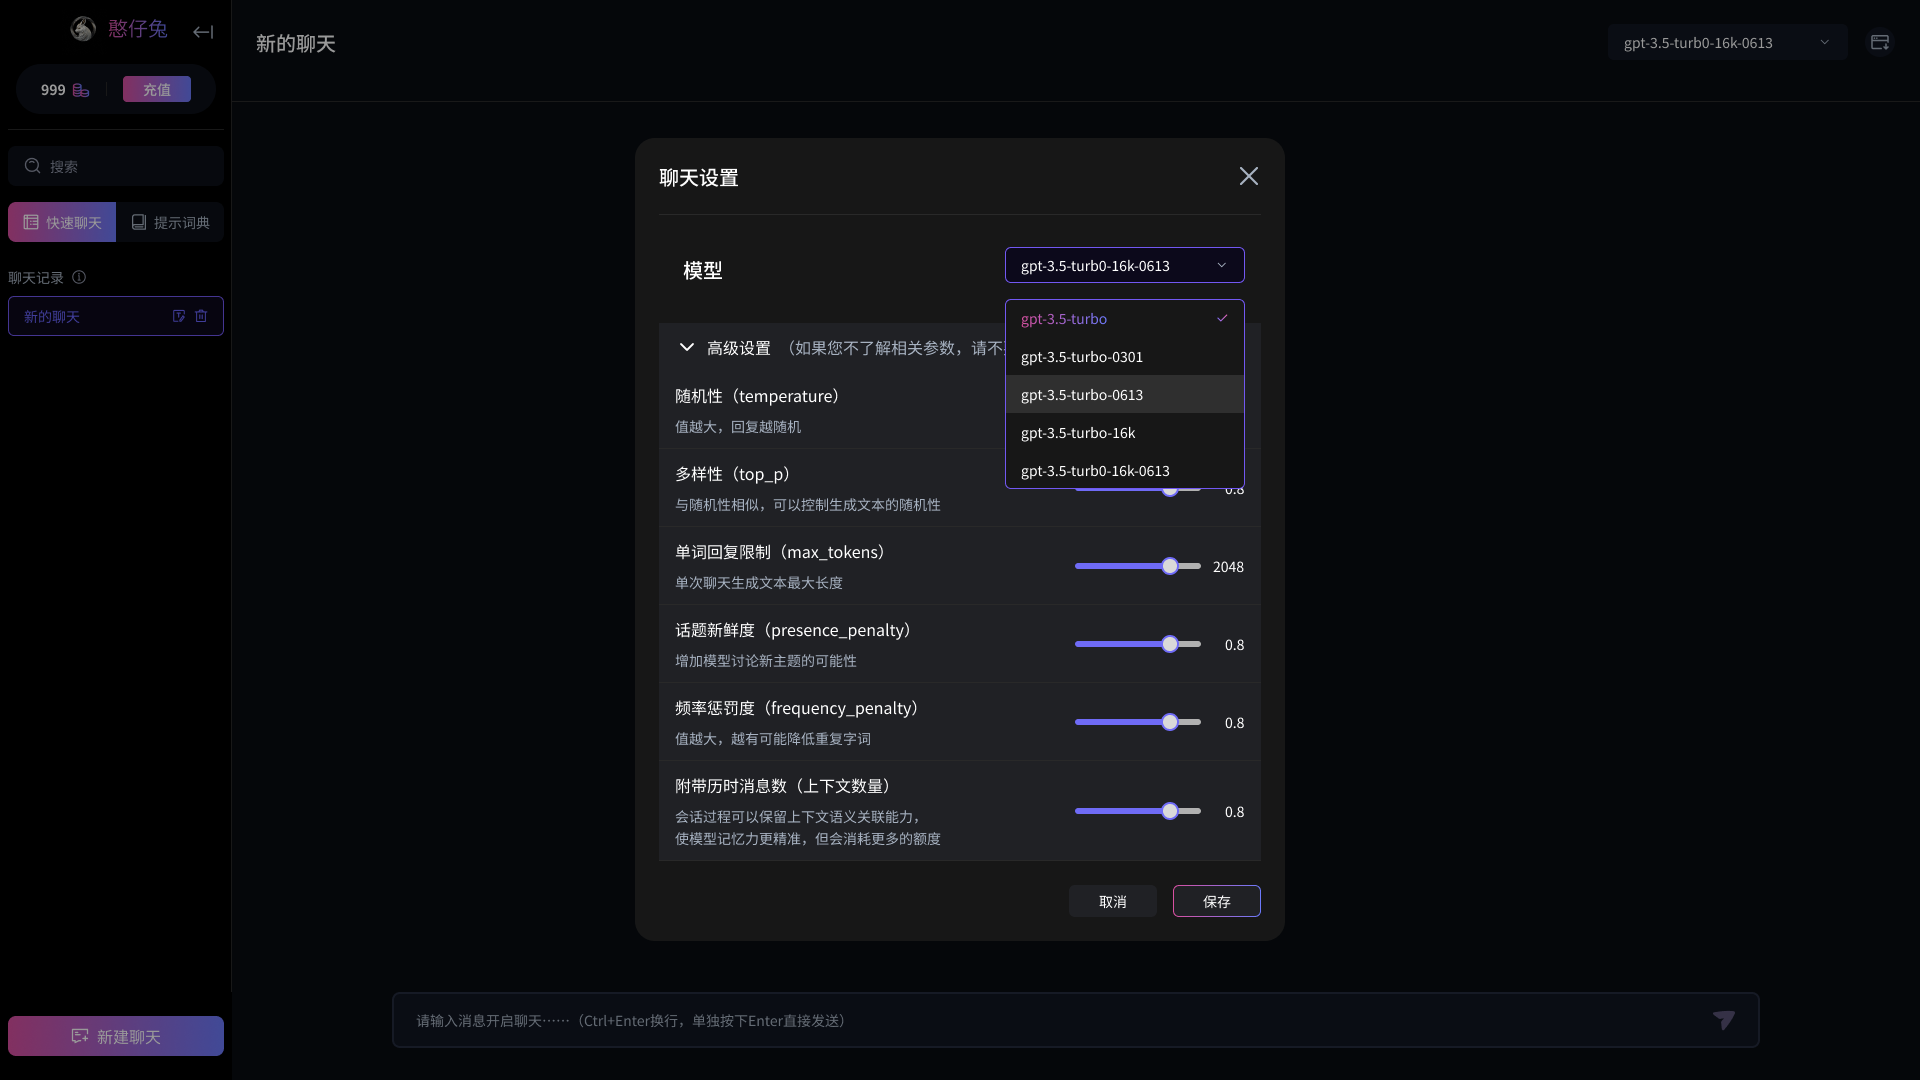 憨仔兔
999
充值
搜索
快速聊天
提示词典
聊天记录
新的聊天
新建聊天
新的聊天
gpt-3.5-turb0-16k-0613
聊天设置
模型
gpt-3.5-turb0-16k-0613
gpt-3.5-turbo
gpt-3.5-turbo-0301
gpt-3.5-turbo-0613
gpt-3.5-turbo-16k
gpt-3.5-turb0-16k-0613
高级设置 （如果您不了解相关参数，请不
随机性（temperature）
值越大，回复越随机
多样性（top_p）
与随机性相似，可以控制生成文本的随机性
0.8
单词回复限制（max_tokens）
单次聊天生成文本最大长度
2048
话题新鲜度（presence_penalty）
增加模型讨论新主题的可能性
0.8
频率惩罚度（frequency_penalty）
值越大，越有可能降低重复字词
0.8
附带历时消息数（上下文数量）
会话过程可以保留上下文语义关联能力，
使模型记忆力更精准，但会消耗更多的额度
0.8
取消
保存
请输入消息开启聊天……（Ctrl+Enter换行，单独按下Enter直接发送）